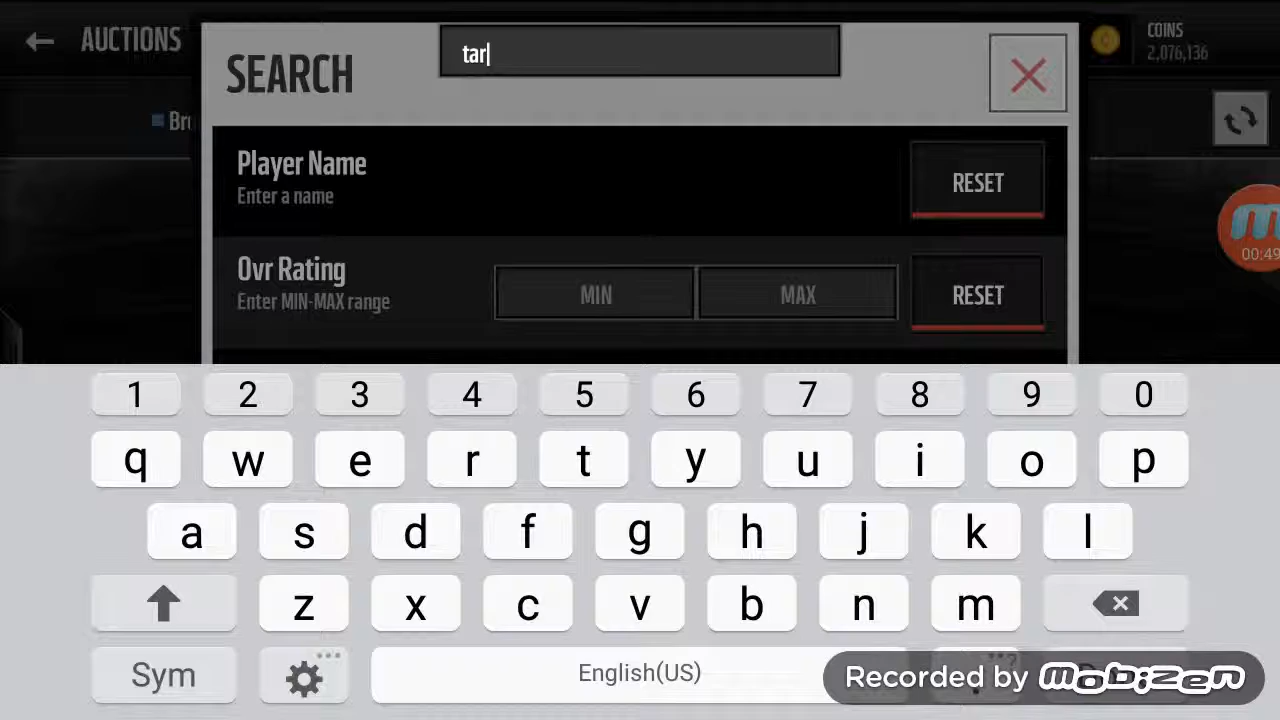 AUCTIONS
tar
COINS
2,076,136
SEARCH
Player Name
Enter a name
RESET
00:49
Ovr Rating
Enter MIN-MAX range
MIN
MAX
RESET
1 2 3 4 5 6 7 8 9 0
q w e r t y u i o p
a s d f g h j k l
z x c v b n m
Sym
English(US)
Recorded by mobizen